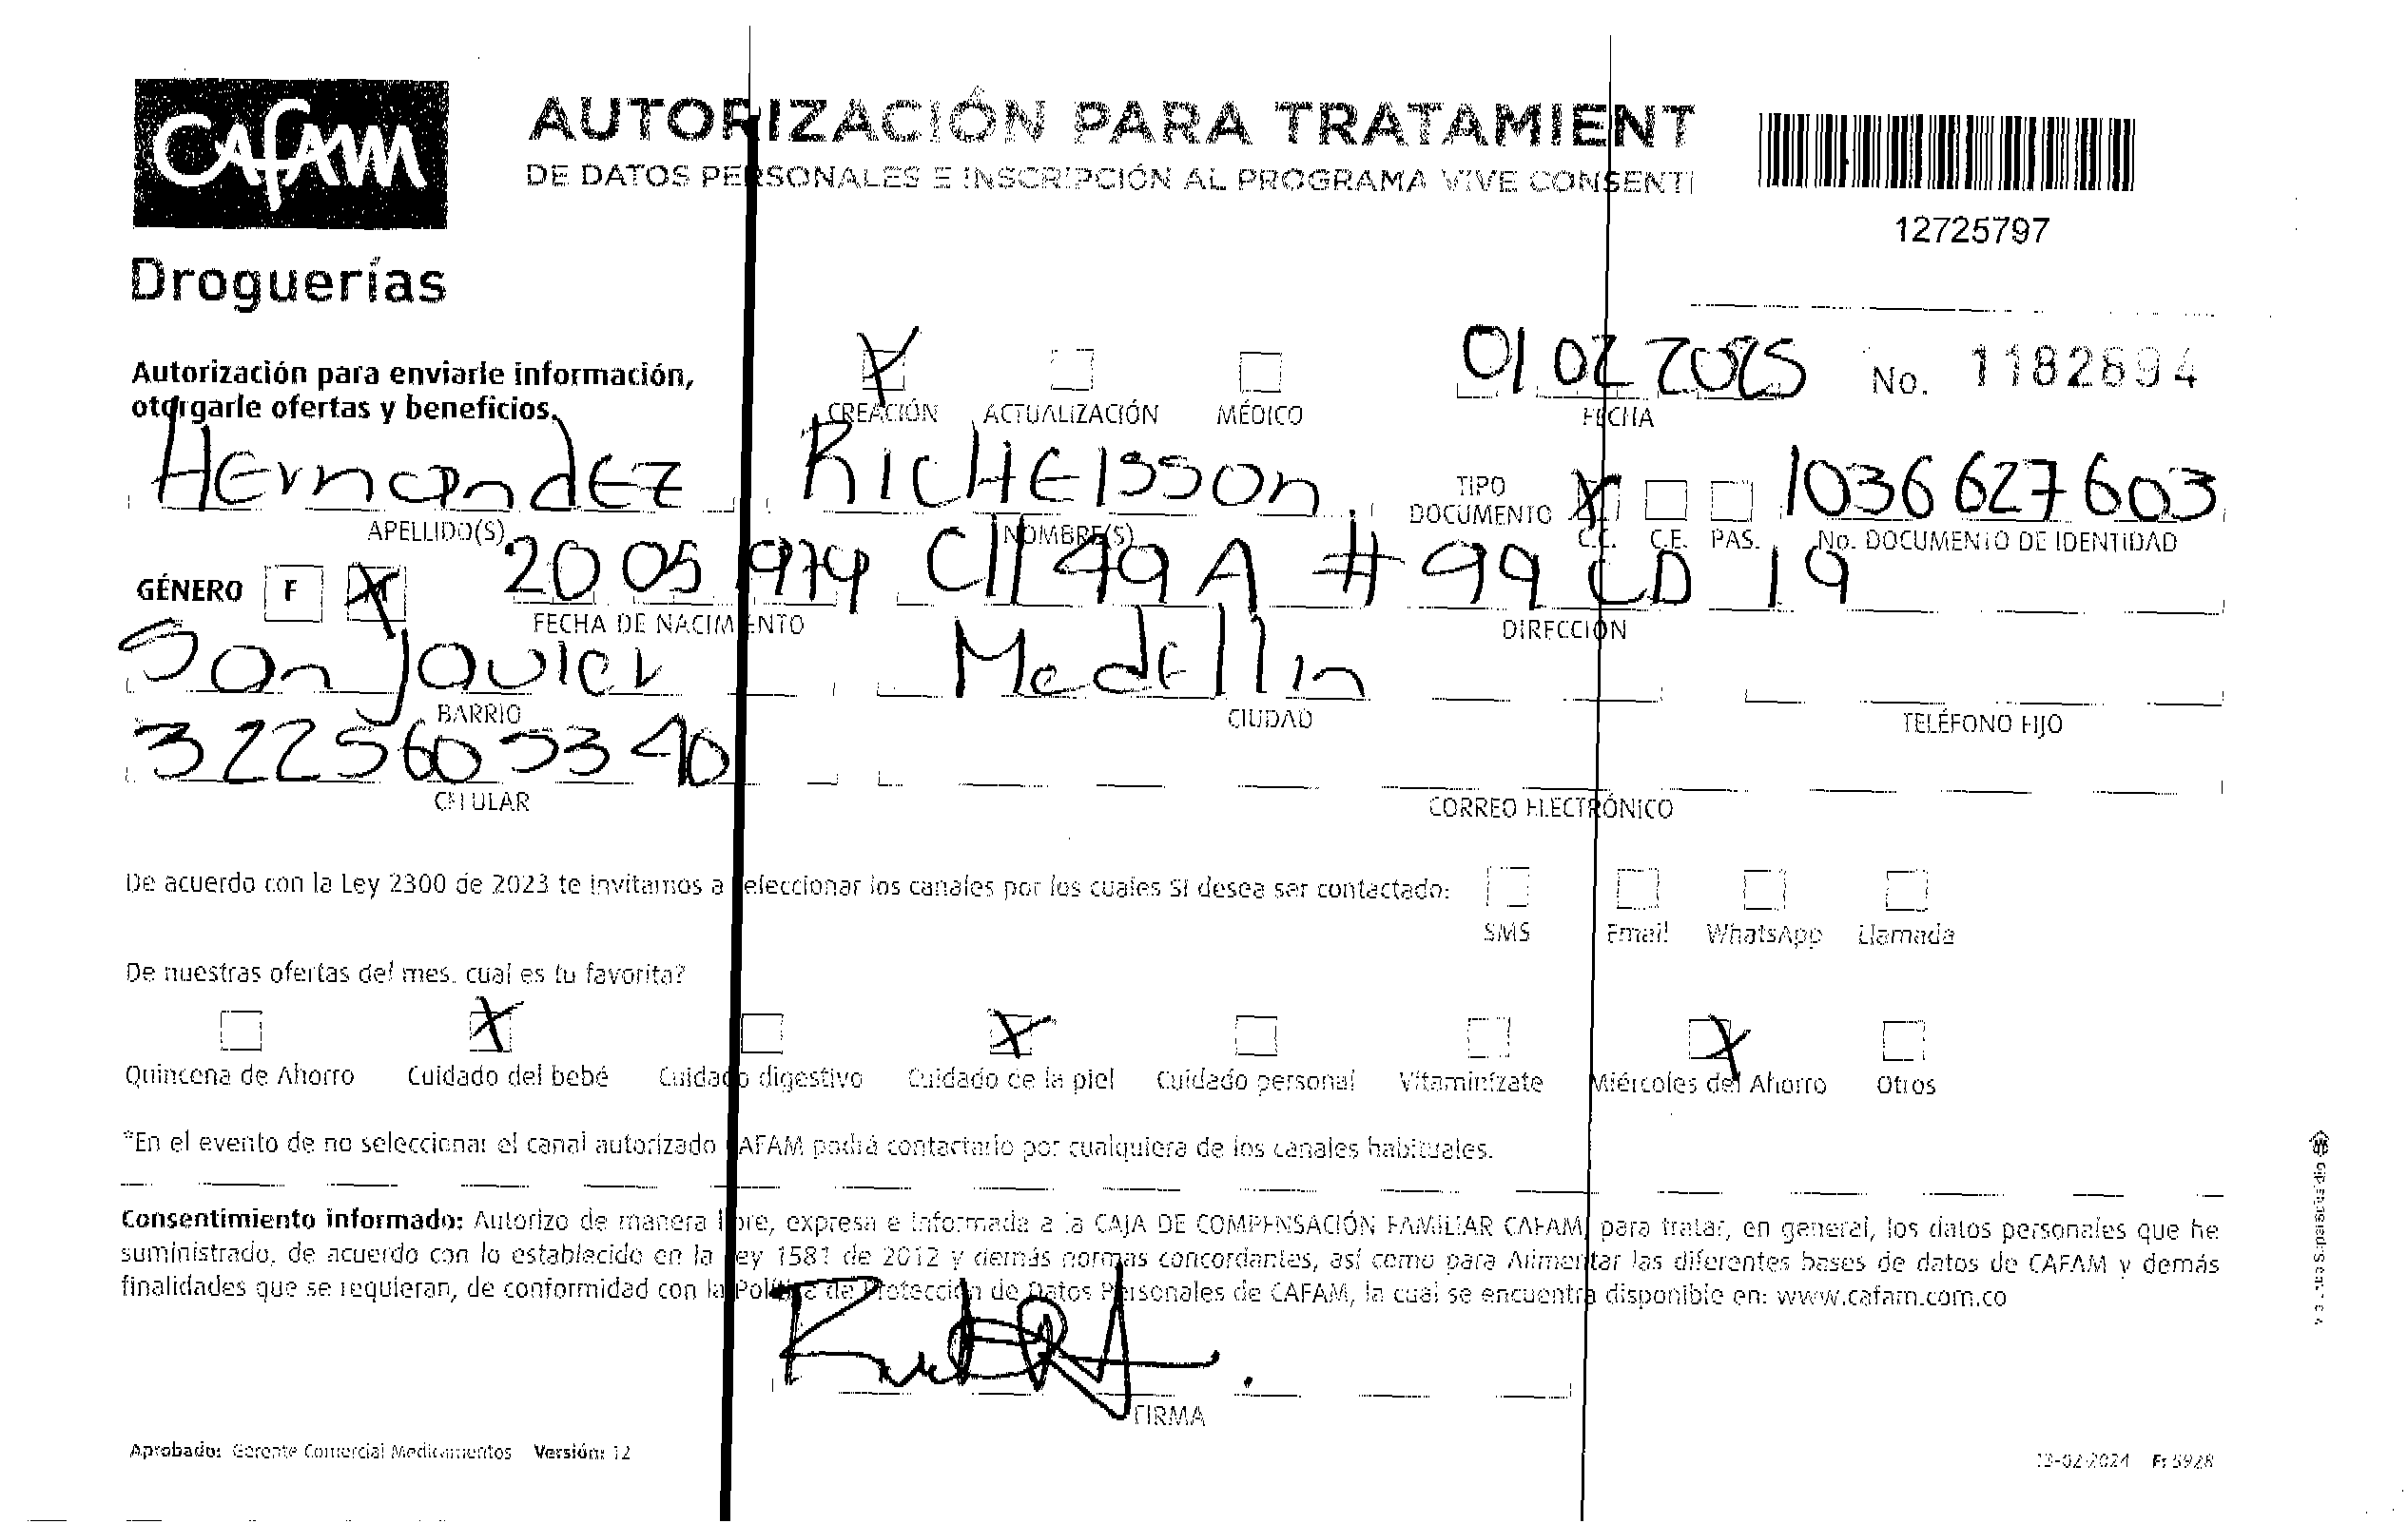 CAFAM
Droguerías
AUTORIZACIÓN PARA TRATAMIENT
DE DATOS PERSONALES E INSCRIPCIÓN AL PROGRAMA VIVE CONSENTI
12725797
Autorización para enviarle información,
otorgarle ofertas y beneficios.
CREACIÓN ACTUALIZACIÓN MÉDICO
01 02 2025
FECHA
No. 1182694
HErnandEZ RICHEISSON.
APELLIDO(S) NOMBRE(S)
TIPO DOCUMENTO X C.C. C.E. PAS.
1036627603
No. DOCUMENTO DE IDENTIDAD
GÉNERO F M
20 05 974 Cll 49 A # 99 CD 19
FECHA DE NACIMIENTO DIRECCIÓN
San javier MedEllin
BARRIO CIUDAD TELÉFONO FIJO
3225605340
CELULAR CORREO ELECTRÓNICO
De acuerdo con la Ley 2300 de 2023 te invitamos a seleccionar los canales por los cuales SI desea ser contactado:
SMS Email WhatsApp Llamada
De nuestras ofertas del mes. cual es tu favorita?
Quincena de Ahorro Cuidado del bebé Cuidado digestivo Cuidado de la piel Cuidado personal Vitaminízate Miércoles del Ahorro Otros
*En el evento de no seleccionar el canal autorizado CAFAM podrá contactarlo por cualquiera de los canales habituales.
Consentimiento informado: Autorizo de manera libre, expresa e informada a la CAJA DE COMPENSACIÓN FAMILIAR CAFAM, para tratar, en general, los datos personales que he
suministrado, de acuerdo con lo establecido en la Ley 1581 de 2012 y demás normas concordantes, así como para Alimentar las diferentes bases de datos de CAFAM y demás
finalidades que se requieran, de conformidad con la Política de Protección de Datos Personales de CAFAM, la cual se encuentra disponible en: www.cafam.com.co
FIRMA
Aprobado: Gerente Comercial Medicamentos Versión: 12
13-02-2024 F: 5928